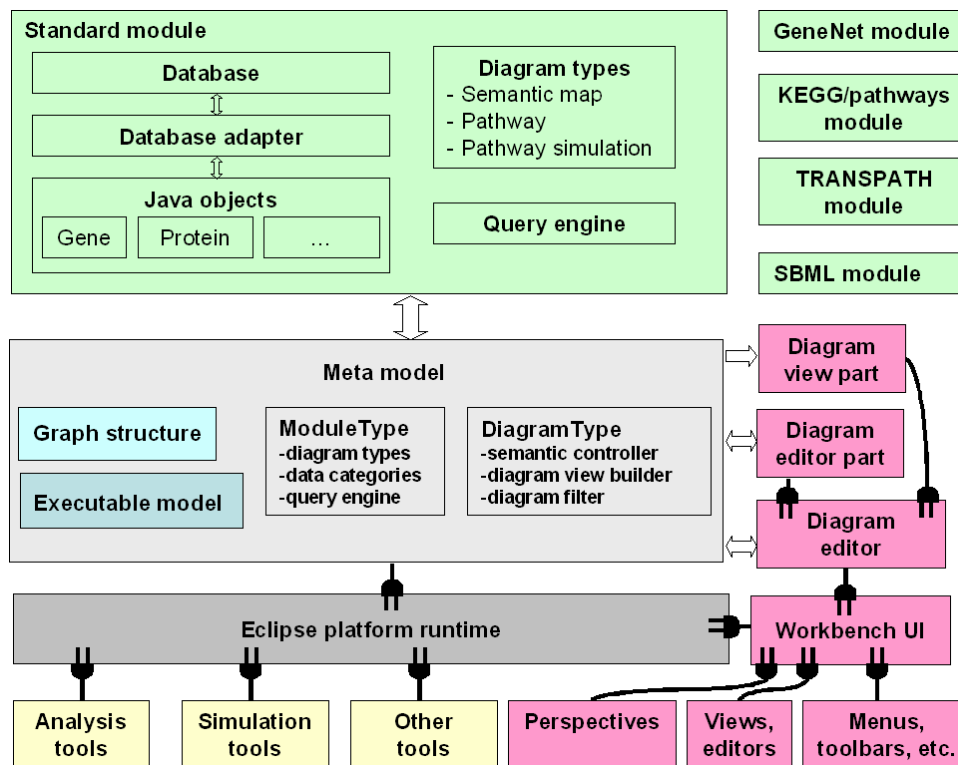 Standard module
Database
Database adapter
Java objects
Gene
Protein
...
Diagram types
- Semantic map
- Pathway
- Pathway simulation
Query engine
GeneNet module
KEGG/pathways
module
TRANSPATH
module
SBML module
Meta model
Graph structure
Executable model
ModuleType
-diagram types
-data categories
-query engine
DiagramType
-semantic controller
-diagram view builder
-diagram filter
Diagram
view part
Diagram
editor part
Diagram
editor
Eclipse platform runtime
Workbench UI
Analysis
tools
Simulation
tools
Other
tools
Perspectives
Views,
editors
Menus,
toolbars, etc.